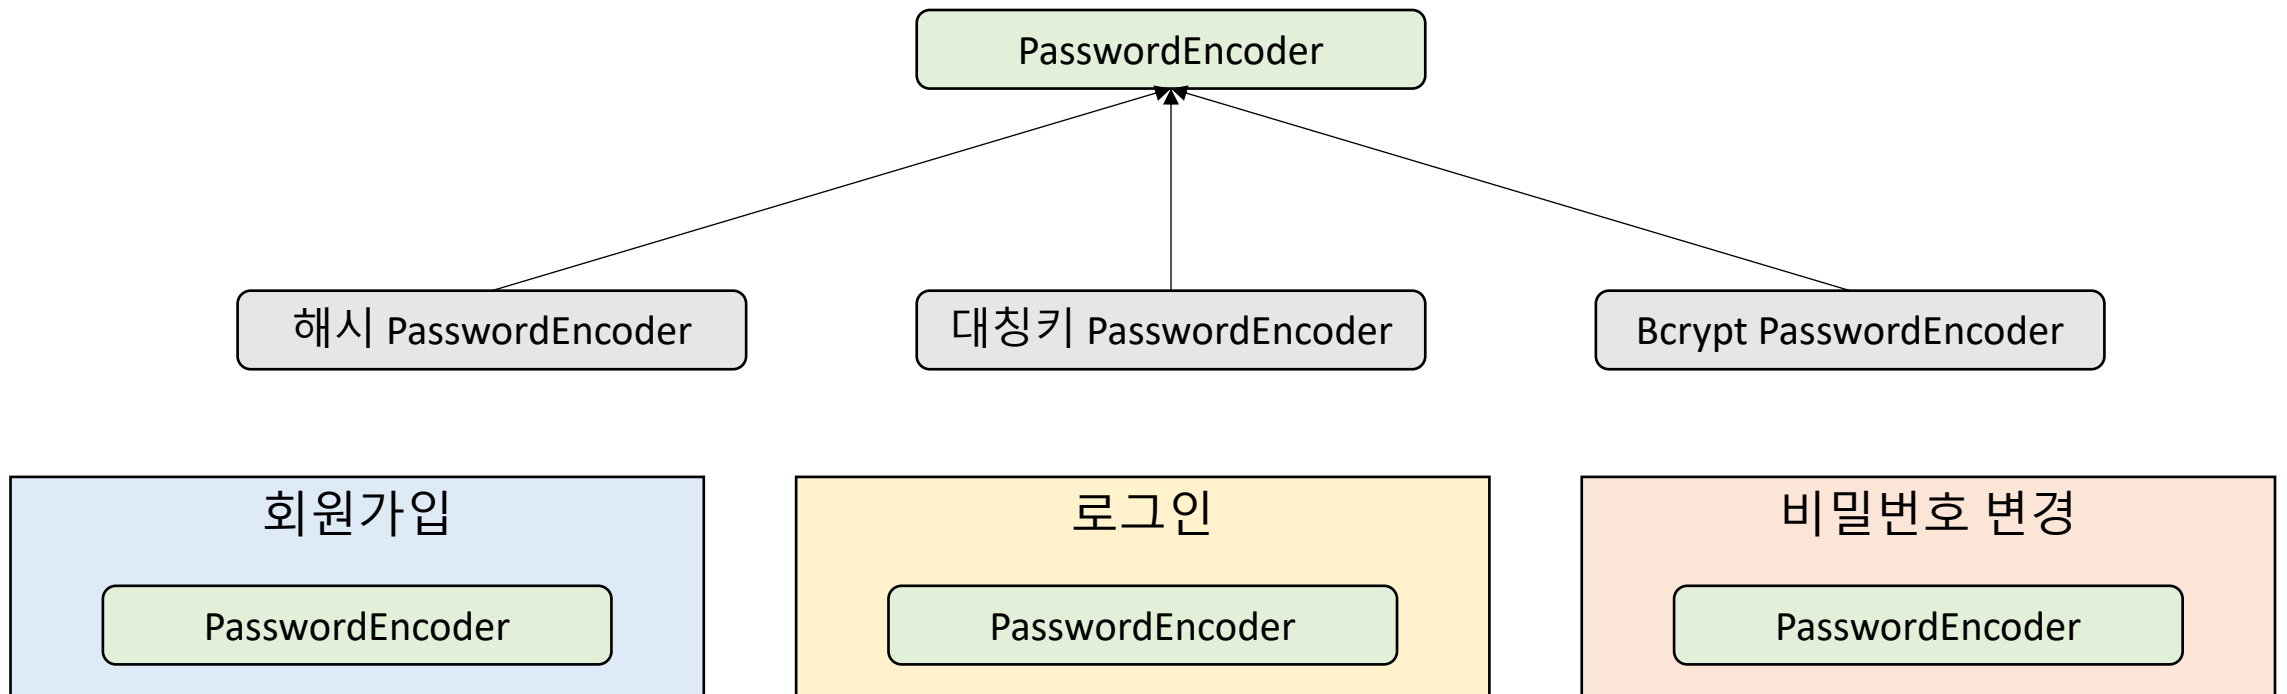 PasswordEncoder
해시 PasswordEncoder
대칭키 PasswordEncoder
Bcrypt PasswordEncoder
회원가입
로그인
비밀번호 변경
PasswordEncoder
PasswordEncoder
PasswordEncoder